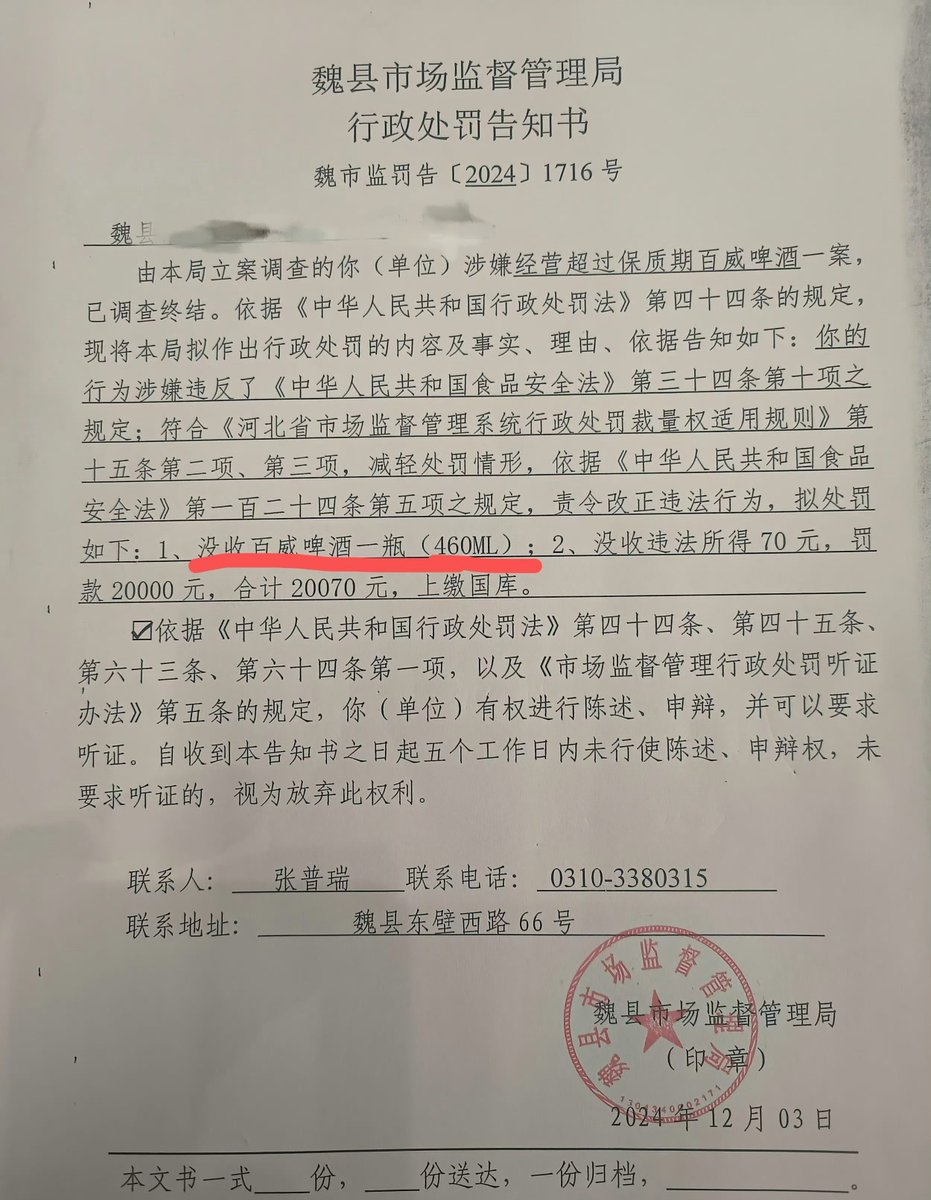 魏县市场监督管理局
行政处罚告知书
魏市监罚告〔2024〕1716 号
魏县
由本局立案调查的你（单位）涉嫌经营超过保质期百威啤酒一案，
已调查终结。依据《中华人民共和国行政处罚法》第四十四条的规定，
现将本局拟作出行政处罚的内容及事实、理由、依据告知如下：你的
行为涉嫌违反了《中华人民共和国食品安全法》第三十四条第十项之
规定；符合《河北省市场监督管理系统行政处罚裁量权适用规则》第
十五条第二项、第三项，减轻处罚情形，依据《中华人民共和国食品
安全法》第一百二十四条第五项之规定，责令改正违法行为，拟处罚
如下：1、没收百威啤酒一瓶（460ML）；2、没收违法所得 70 元，罚
款 20000 元，合计 20070 元，上缴国库。
☑依据《中华人民共和国行政处罚法》第四十四条、第四十五条、
第六十三条、第六十四条第一项，以及《市场监督管理行政处罚听证
办法》第五条的规定，你（单位）有权进行陈述、申辩，并可以要求
听证。自收到本告知书之日起五个工作日内未行使陈述、申辩权，未
要求听证的，视为放弃此权利。
联系人： 张普瑞 联系电话： 0310-3380315
联系地址： 魏县东壁西路 66 号
魏县市场监督管理局
魏县市场监督管理局
（印 章）
1304340002171
2024 年 12 月 03 日
本文书一式____份，____份送达，一份归档，________。